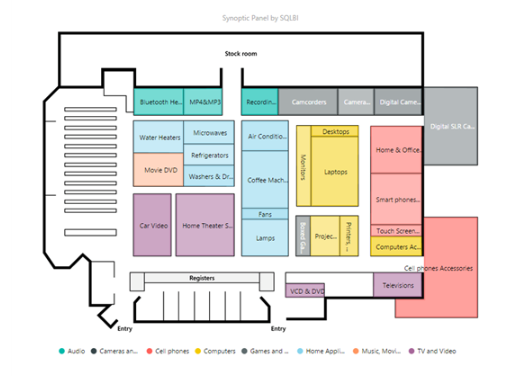 Synoptic Panel by SQLBI
Stock room
Bluetooth He...
MP4&MP3
Recordin...
Camcorders
Camera...
Digital Came...
Digital SLR Ca...
Water Heaters
Microwaves
Air Conditio...
Desktops
Home & Office...
Refrigerators
Movie DVD
Monitors
Laptops
Washers & Dr...
Coffee Mach...
Smart phones...
Car Video
Home Theater S...
Fans
Touch Screen...
Lamps
Boxed Ga...
Projec...
Printers, ...
Computers Ac...
Cell phones Accessories
Registers
VCD & DVD
Televisions
Entry
Entry
Audio
Cameras an...
Cell phones
Computers
Games and ...
Home Appli...
Music, Movi...
TV and Video